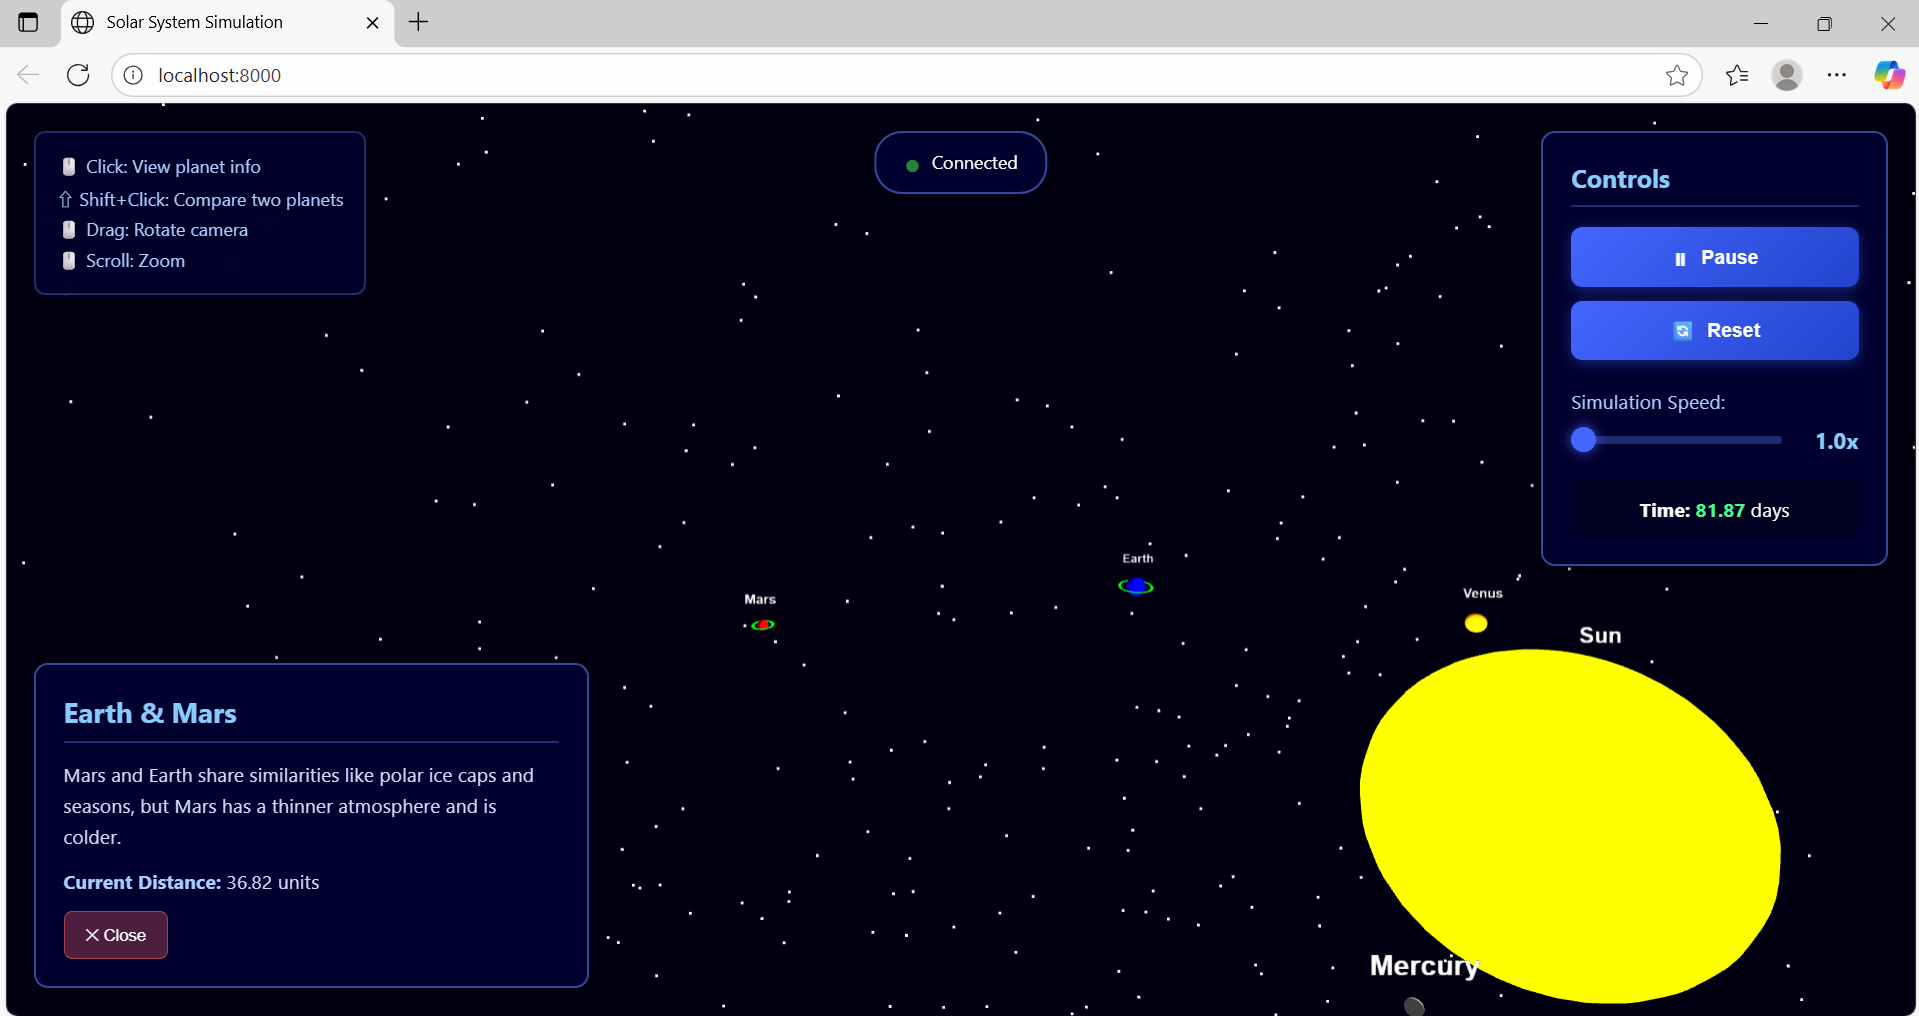 Solar System Simulation
localhost:8000
Click: View planet info
Shift+Click: Compare two planets
Drag: Rotate camera
Scroll: Zoom
Connected
Controls
Pause
Reset
Simulation Speed:
1.0x
Time: 81.87 days
Earth
Mars
Venus
Sun
Mercury
Earth & Mars
Mars and Earth share similarities like polar ice caps and
seasons, but Mars has a thinner atmosphere and is
colder.
Current Distance: 36.82 units
Close